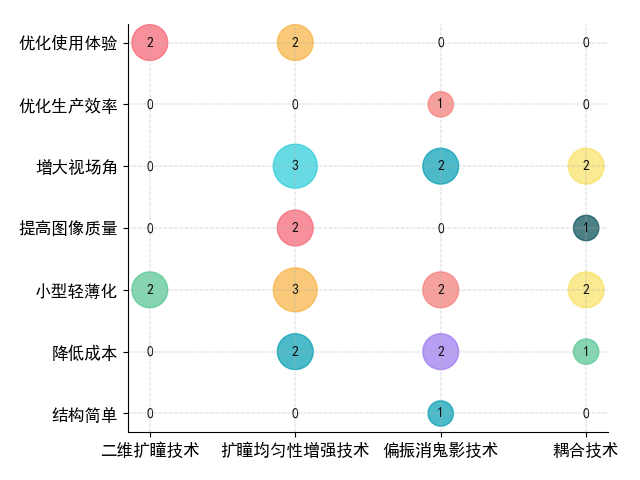 优化使用体验 2 2 0 0
优化生产效率 0 0 1 0
增大视场角 0 3 2 2
提高图像质量 0 2 0 1
小型轻薄化 2 3 2 2
降低成本 0 2 2 1
结构简单 0 0 1 0
二维扩瞳技术 扩瞳均匀性增强技术 偏振消鬼影技术 耦合技术